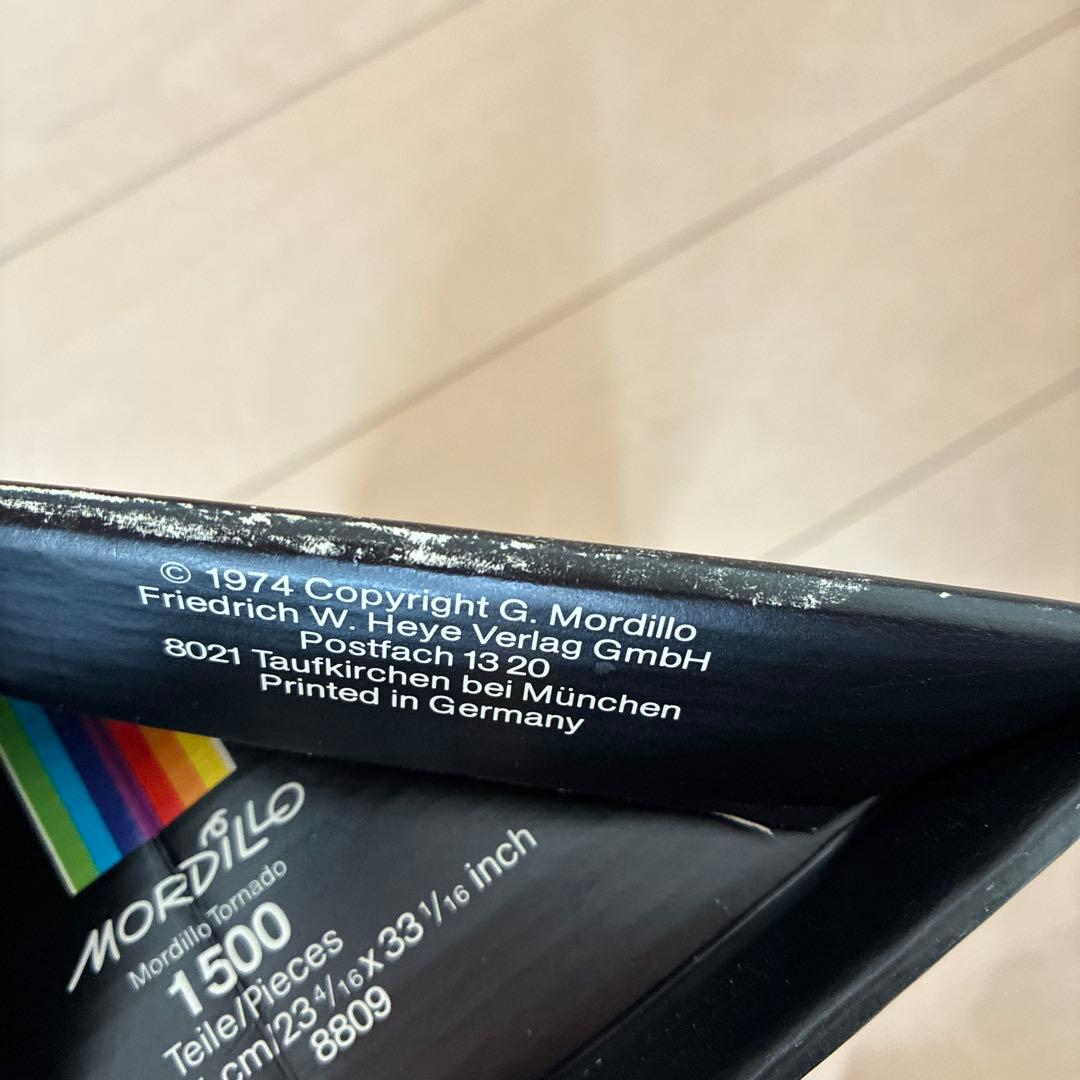 © 1974 Copyright G. Mordillo
Friedrich W. Heye Verlag GmbH
Postfach 13 20
8021 Taufkirchen bei München
Printed in Germany
MORDILLO
Mordillo Tornado
1500
Teile/Pieces
cm/23 4/16 x 33 1/16 inch
8809